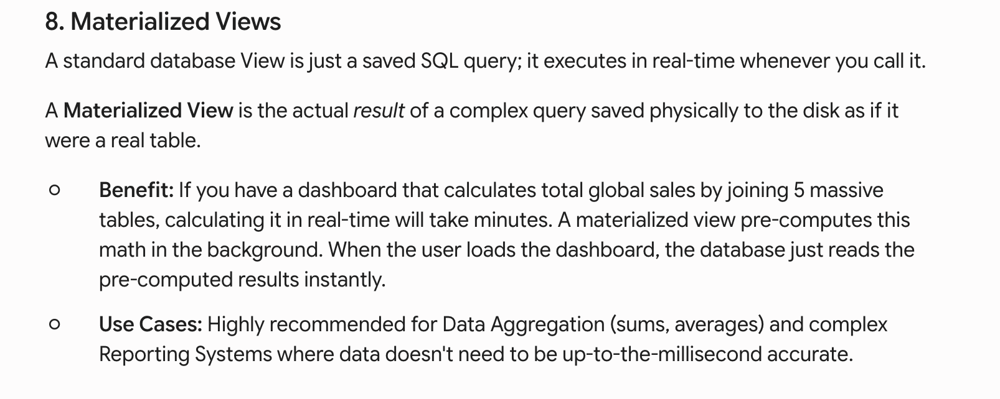 8. Materialized Views
A standard database View is just a saved SQL query; it executes in real-time whenever you call it.
A Materialized View is the actual result of a complex query saved physically to the disk as if it
were a real table.
Benefit: If you have a dashboard that calculates total global sales by joining 5 massive
tables, calculating it in real-time will take minutes. A materialized view pre-computes this
math in the background. When the user loads the dashboard, the database just reads the
pre-computed results instantly.
Use Cases: Highly recommended for Data Aggregation (sums, averages) and complex
Reporting Systems where data doesn't need to be up-to-the-millisecond accurate.